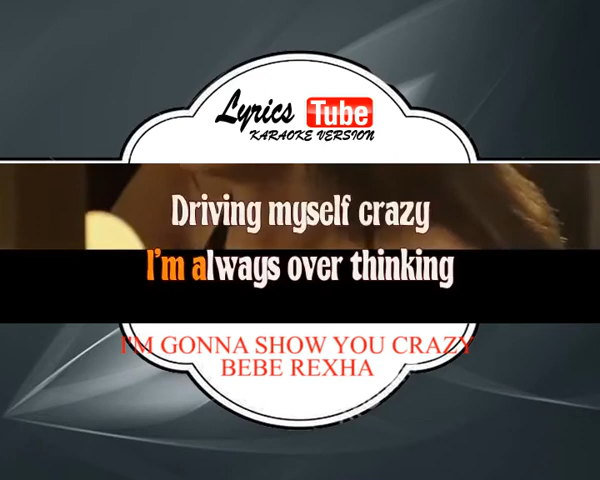 Lyrics Tube
KARAOKE VERSION
Driving myself crazy
I'm always over thinking
I'M GONNA SHOW YOU CRAZY
BEBE REXHA